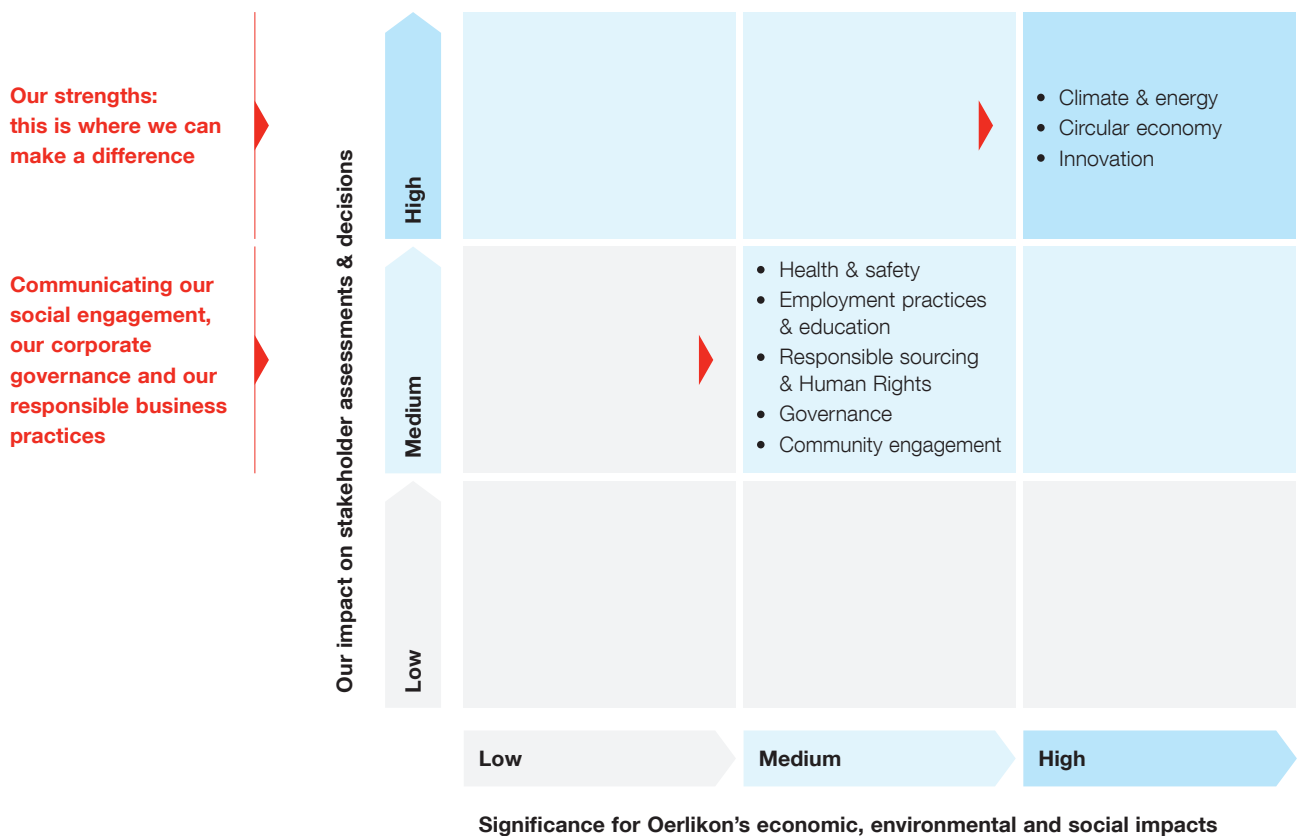 Our strengths:
this is where we can
make a difference
Communicating our
social engagement,
our corporate
governance and our
responsible business
practices
Our impact on stakeholder assessments & decisions
High
Medium
Low
• Climate & energy
• Circular economy
• Innovation
• Health & safety
• Employment practices
& education
• Responsible sourcing
& Human Rights
• Governance
• Community engagement
Low
Medium
High
Significance for Oerlikon’s economic, environmental and social impacts